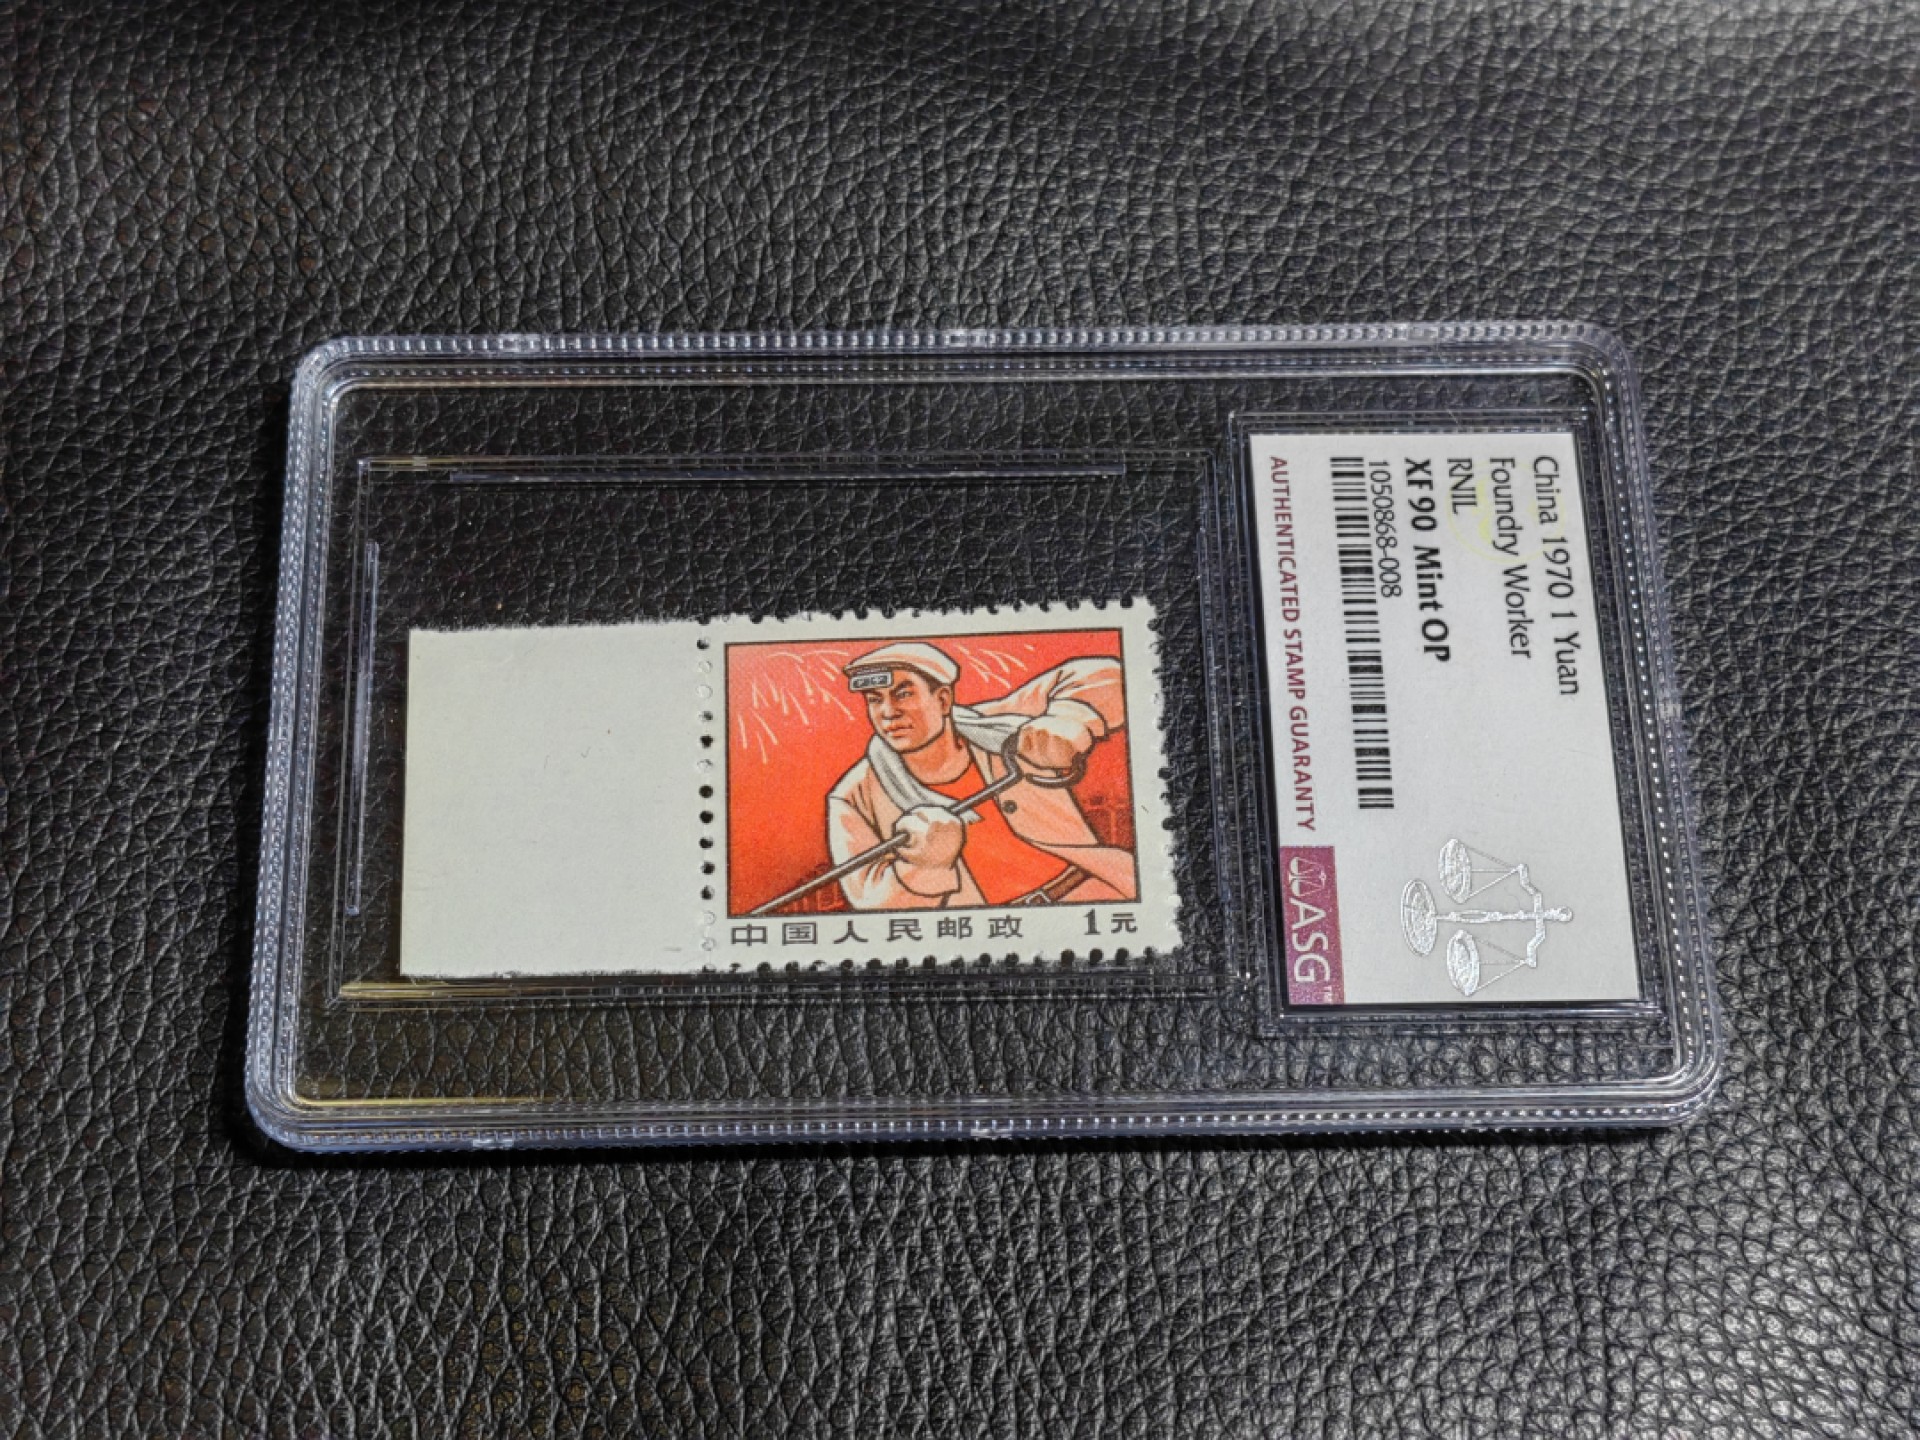 中国人民邮政 1元
China 1970 1 Yuan
Foundry Worker
RNIL
XF 90 Mint OP
1050868-008
AUTHENTICATED STAMP GUARANTY
ASG™